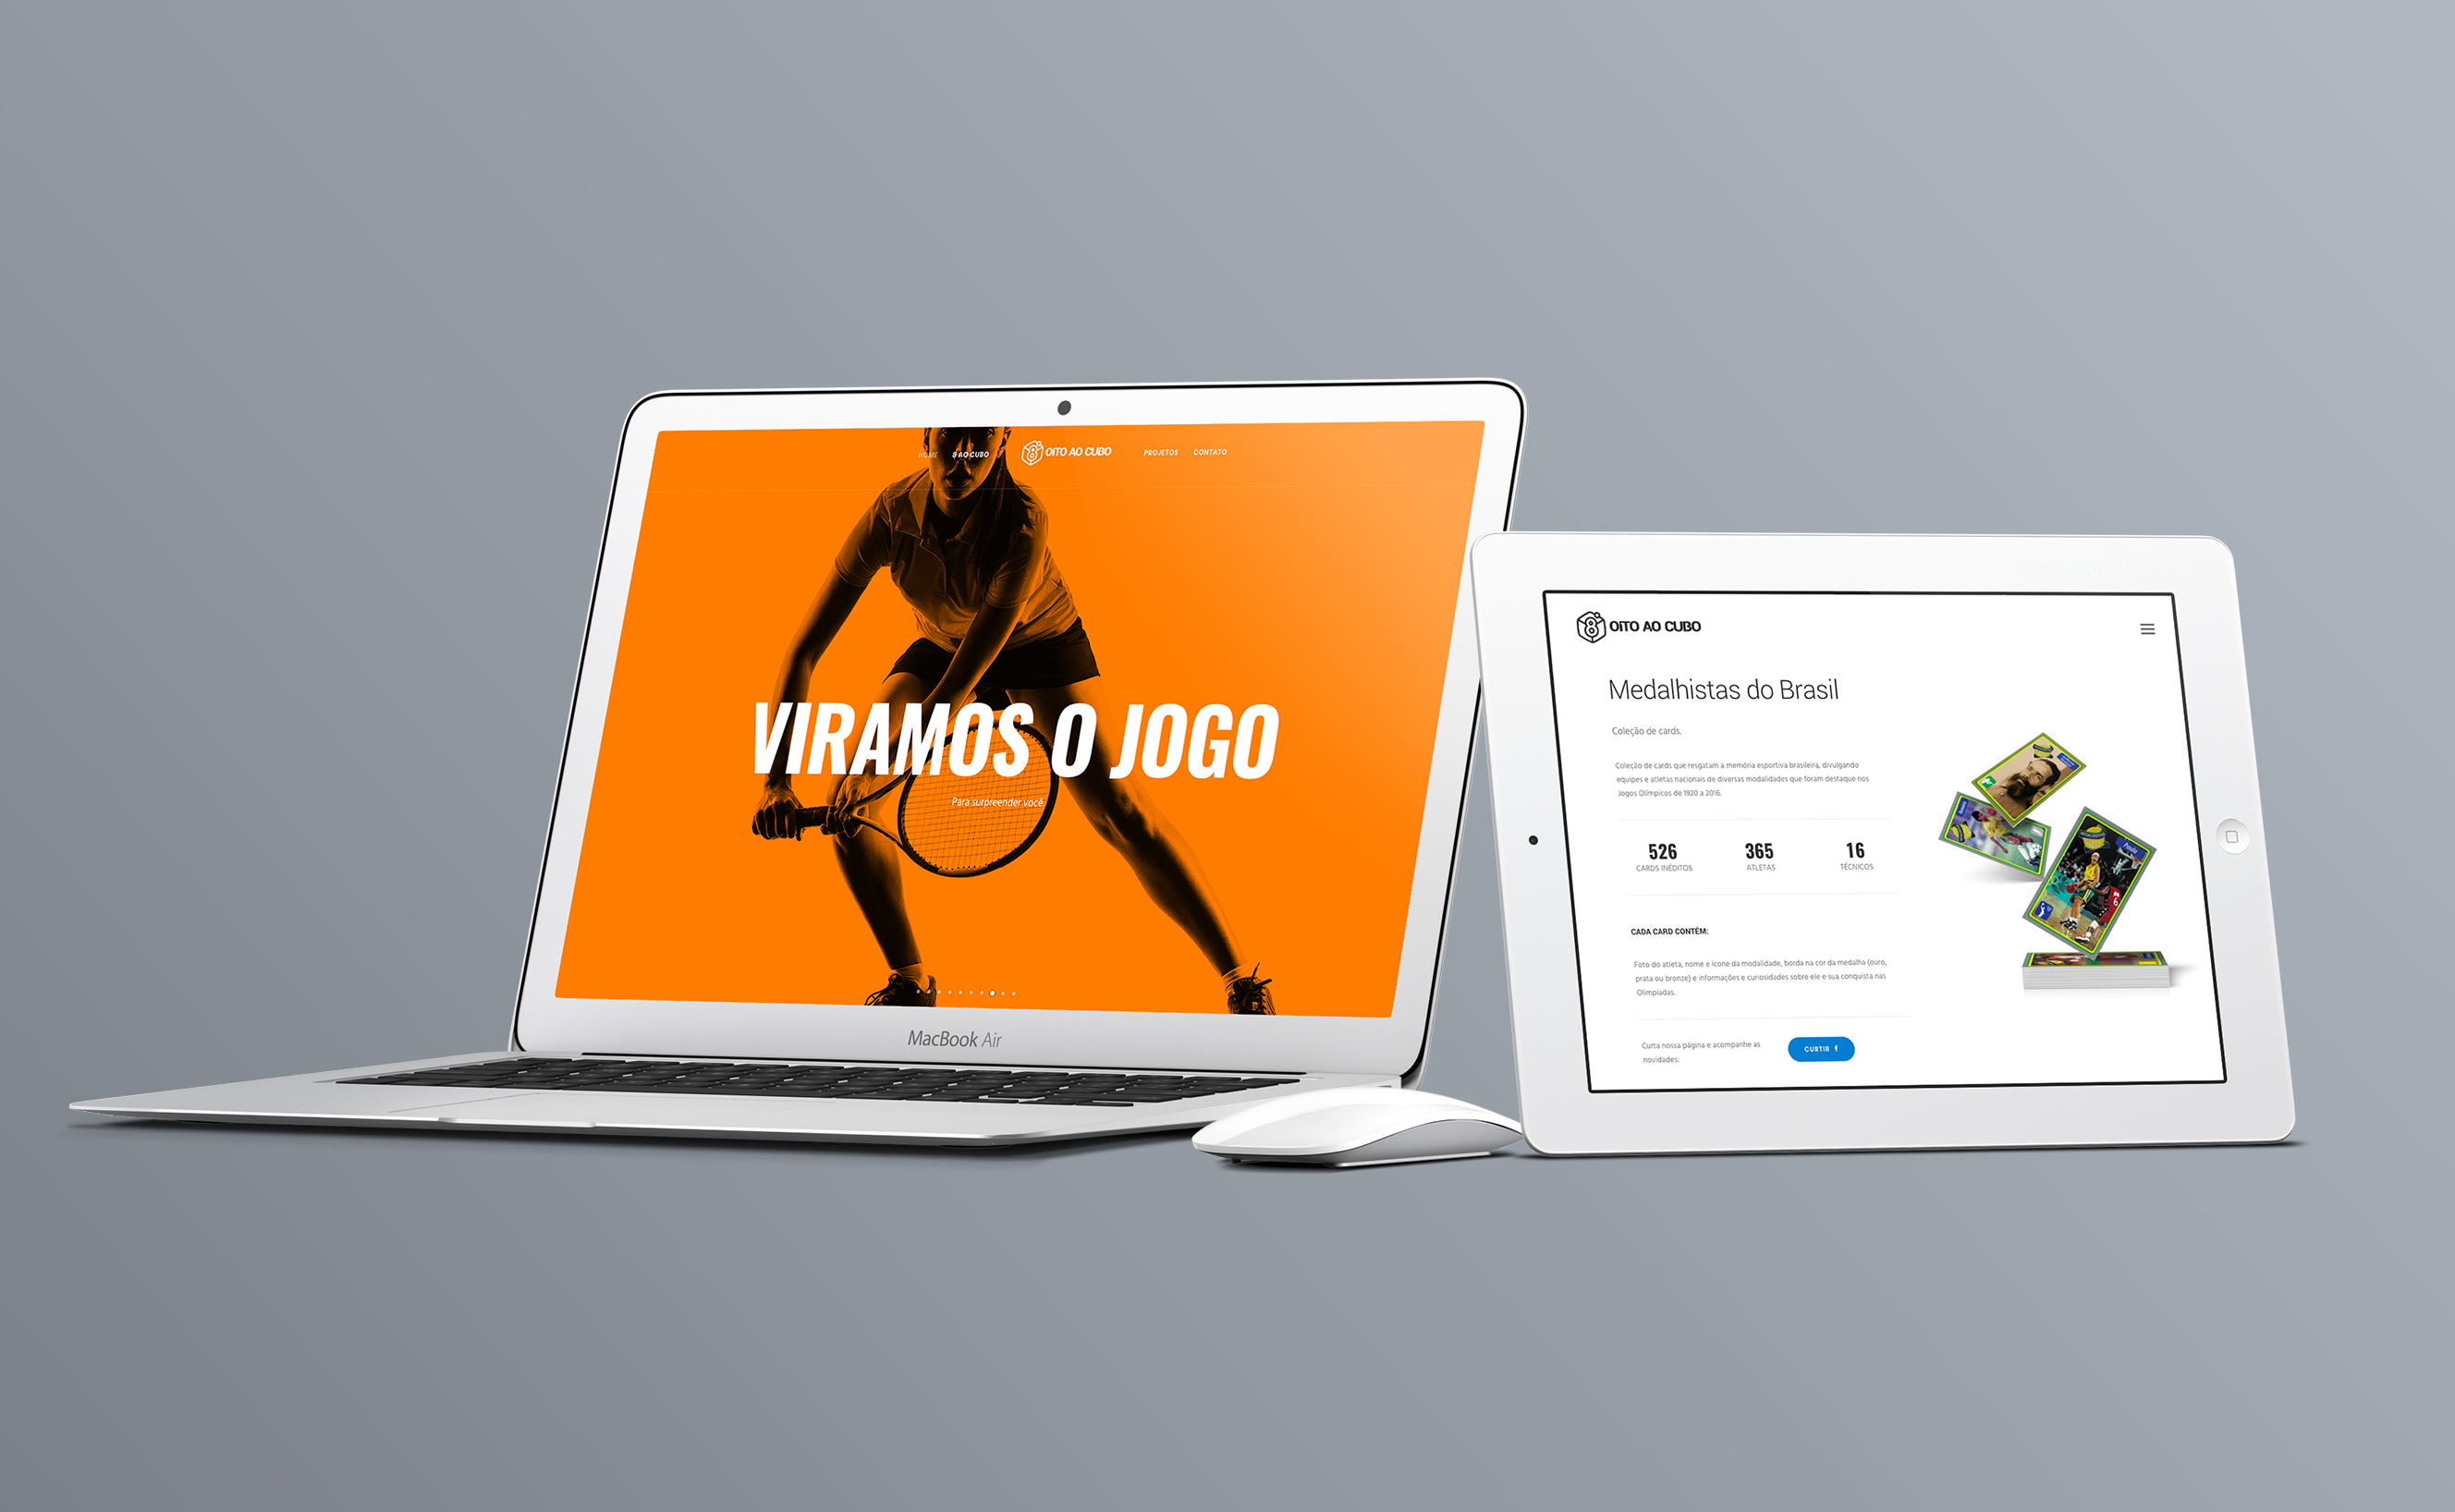 HOME
8 AO CUBO
OITO AO CUBO
PROJETOS
CONTATO
VIRAMOS O JOGO
Para surpreender você
MacBook Air
OITO AO CUBO
Medalhistas do Brasil
Coleção de cards.
Coleção de cards que resgatam a memória esportiva brasileira, divulgando
equipes e atletas nacionais de diversas modalidades que foram destaque nos
Jogos Olímpicos de 1920 a 2016.
526
CARDS INÉDITOS
365
ATLETAS
16
TÉCNICOS
CADA CARD CONTÉM:
Foto do atleta, nome e ícone da modalidade, borda na cor da medalha (ouro,
prata ou bronze) e informações e curiosidades sobre ele e sua conquista nas
Olimpíadas.
Curta nossa página e acompanhe as
novidades:
CURTIR f
Paula